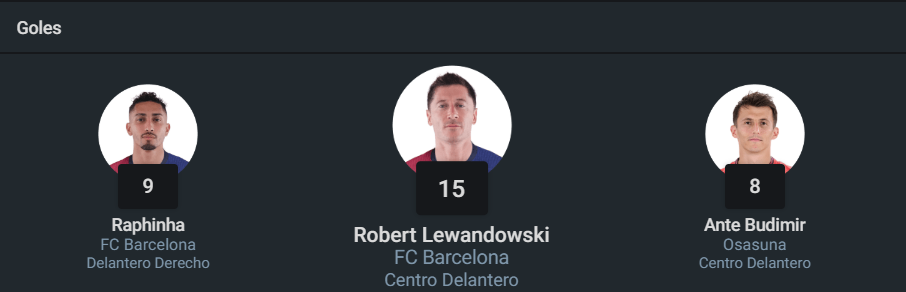 Goles
9
Raphinha
FC Barcelona
Delantero Derecho
15
Robert Lewandowski
FC Barcelona
Centro Delantero
8
Ante Budimir
Osasuna
Centro Delantero